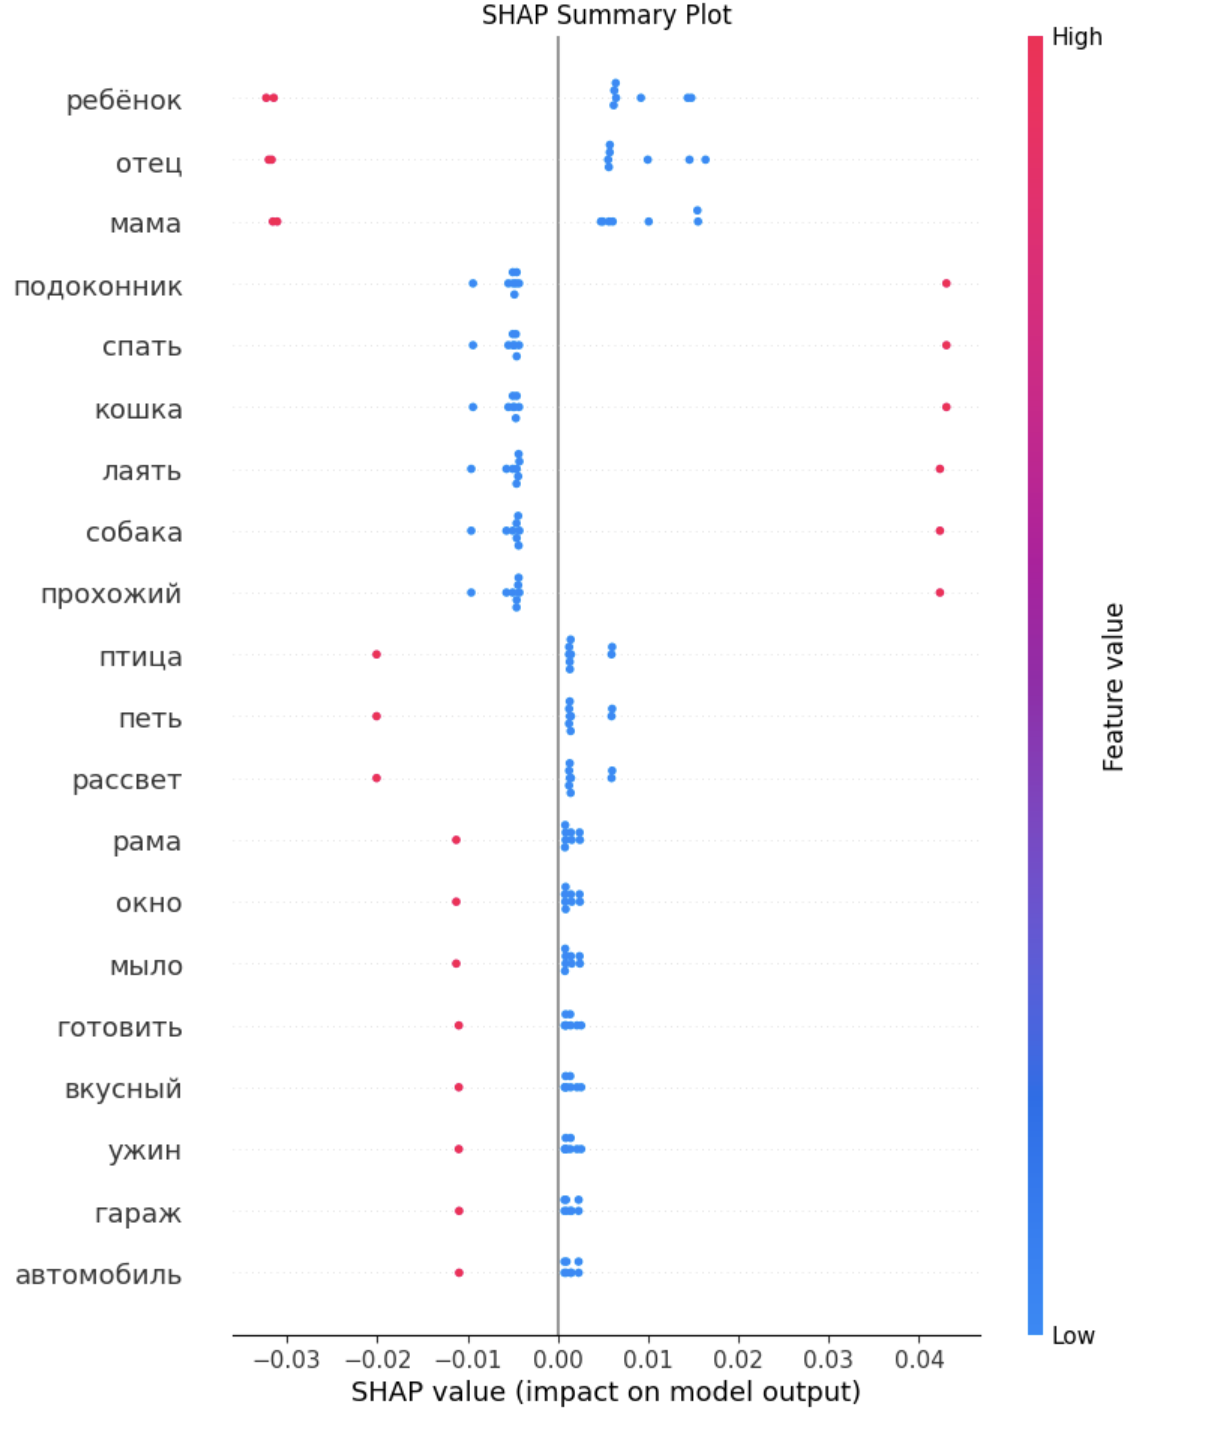 SHAP Summary Plot
High
ребёнок
отец
мама
подоконник
спать
кошка
лаять
собака
прохожий
птица
петь
рассвет
рама
окно
мыло
готовить
вкусный
ужин
гараж
автомобиль
Feature value
Low
−0.03 −0.02 −0.01 0.00 0.01 0.02 0.03 0.04
SHAP value (impact on model output)